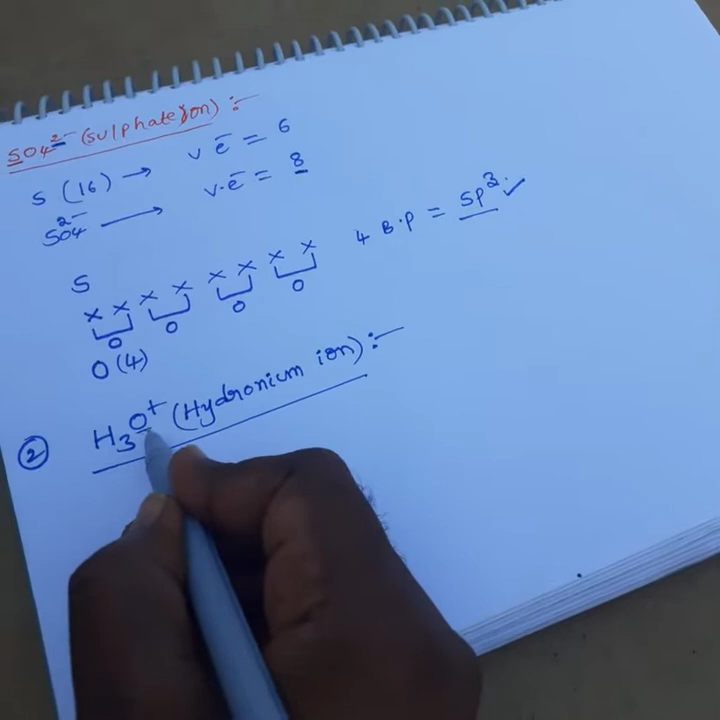 SO4²⁻ (sulphate Ion) :-
S (16) → v e̅ = 6
SO4²⁻ → v.e̅ = 8
S
× × × × × × × × 4 B.P = SP³. ✓
O O O O
O (4)
② H₃O⁺ (Hydronium ion) :-